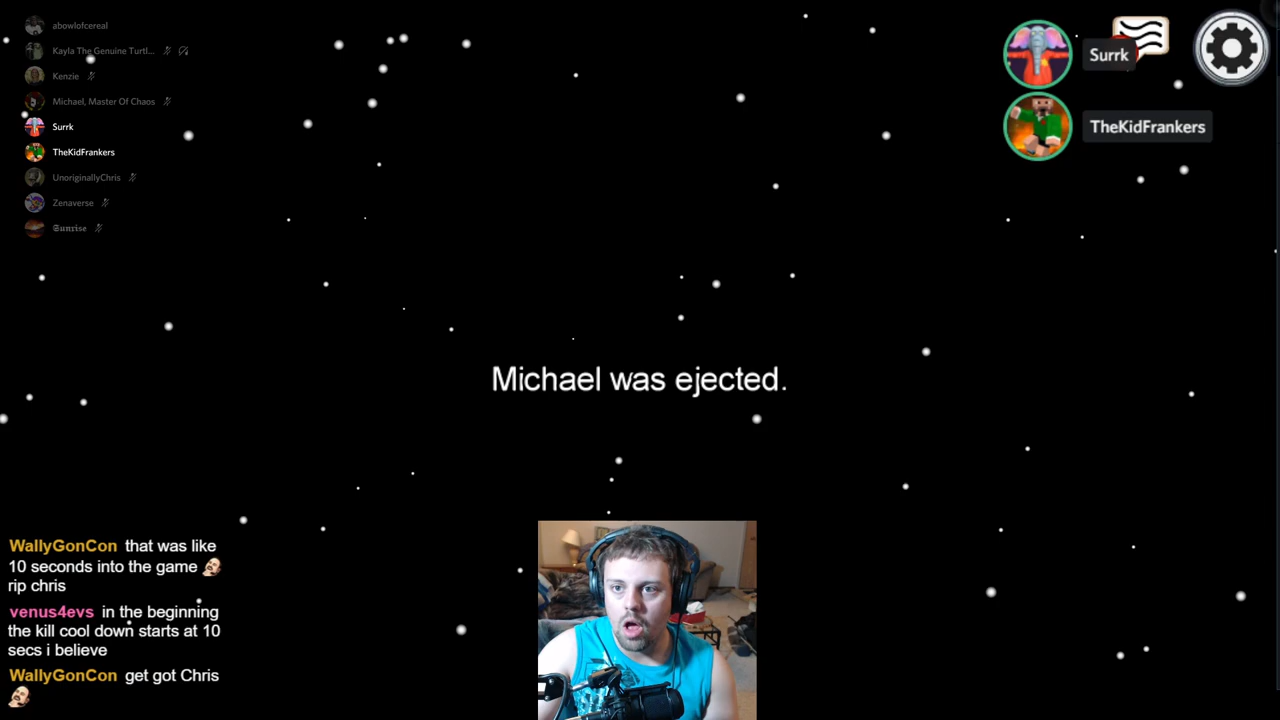 abowlofcereal
Kayla The Genuine Turtl...
Kenzie
Michael, Master Of Chaos
Surrk
TheKidFrankers
UnoriginallyChris
Zenaverse
𝕾𝖚𝖓𝖗𝖎𝖘𝖊
Surrk
TheKidFrankers
Michael was ejected.
WallyGonCon that was like
10 seconds into the game
rip chris
venus4evs in the beginning
the kill cool down starts at 10
secs i believe
WallyGonCon get got Chris